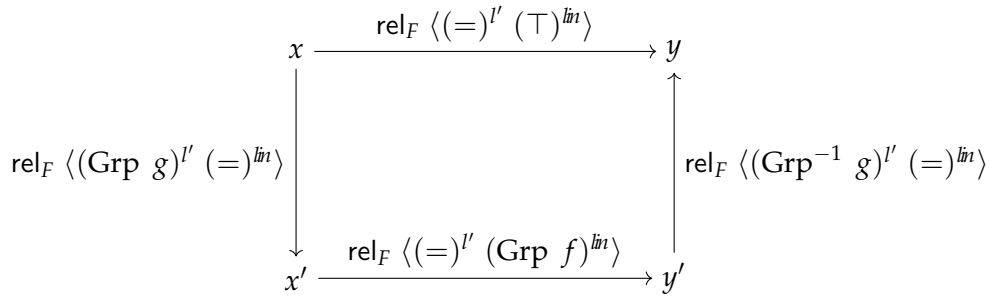 rel_F ⟨(=)^{l′} (⊤)^{lin}⟩
x y
rel_F ⟨(Grp g)^{l′} (=)^{lin}⟩ rel_F ⟨(Grp⁻¹ g)^{l′} (=)^{lin}⟩
rel_F ⟨(=)^{l′} (Grp f)^{lin}⟩
x′ y′